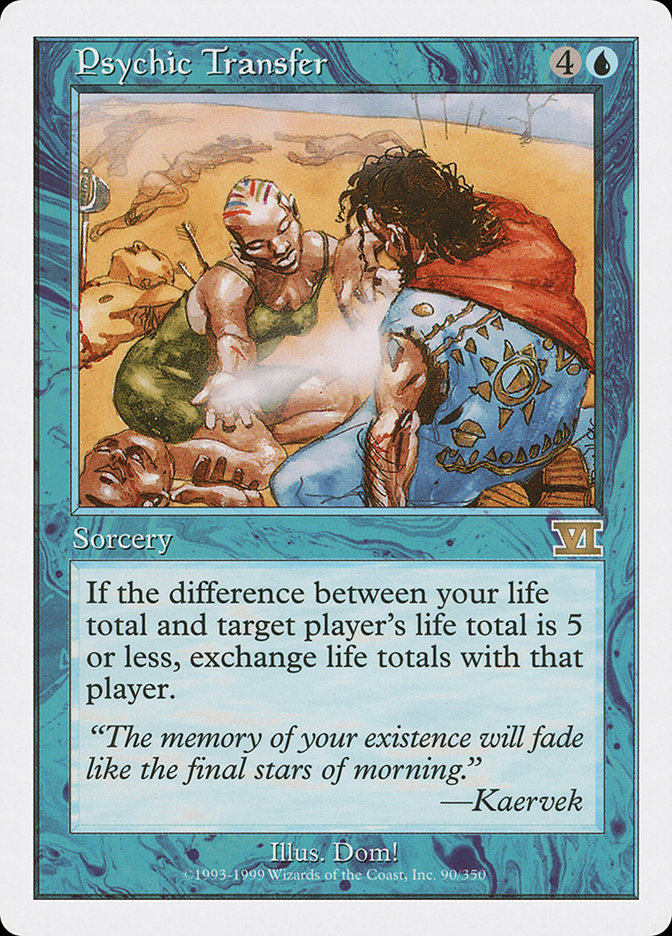 Psychic Transfer
4
Sorcery
VI
If the difference between your life
total and target player's life total is 5
or less, exchange life totals with that
player.
"The memory of your existence will fade
like the final stars of morning."
—Kaervek
Illus. Dom!
©1993-1999 Wizards of the Coast, Inc. 90/350